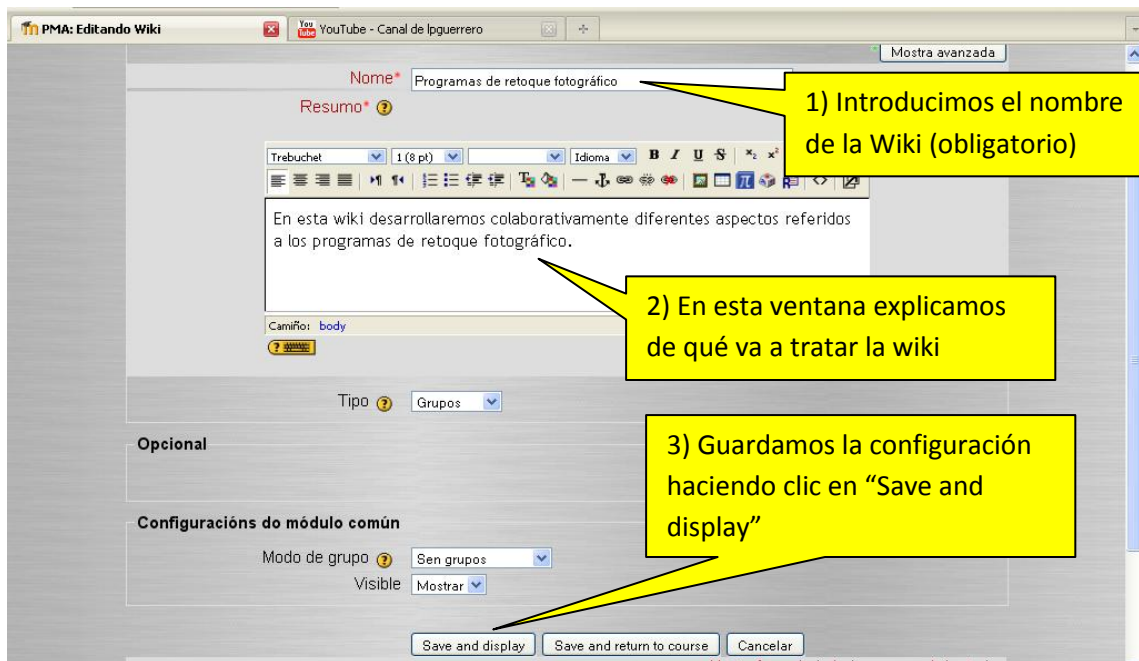 PMA: Editando Wiki
YouTube - Canal de lpguerrero
Mostra avanzada
Nome* Programas de retoque fotográfico
1) Introducimos el nombre
de la Wiki (obligatorio)
Resumo*
Trebuchet 1 (8 pt) Idioma B I U S x₂ x²
En esta wiki desarrollaremos colaborativamente diferentes aspectos referidos
a los programas de retoque fotográfico.
2) En esta ventana explicamos
de qué va a tratar la wiki
Camiño: body
Tipo Grupos
Opcional
3) Guardamos la configuración
haciendo clic en “Save and
display”
Configuracións do módulo común
Modo de grupo Sen grupos
Visible Mostrar
Save and display Save and return to course Cancelar